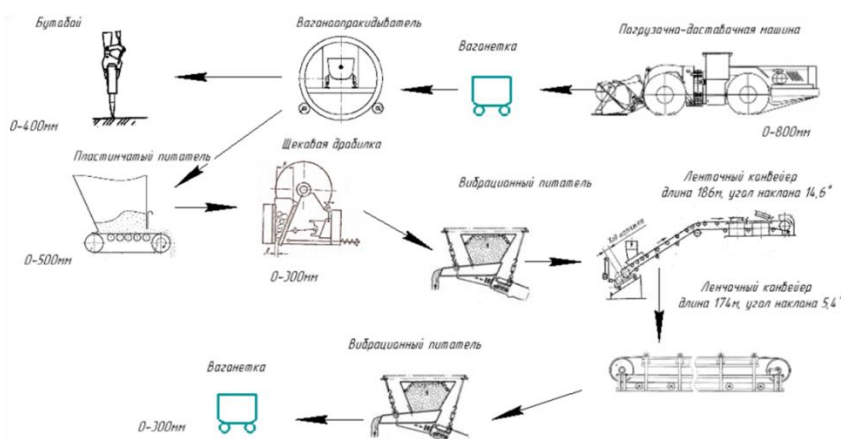 Бутовой
Вагоноопрокидыватель
Вагонетка
Погрузочно-доставочная машина
0-400мм
0-800мм
Пластинчатый питатель
Щековая дробилка
Вибрационный питатель
Ленточный конвейер
длина 186м, угол наклона 14,6°
0-500мм
0-300мм
Ленчочный конвейер
длина 174м, угол наклона 5,4°
Вагонетка
Вибрационный питатель
0-300мм